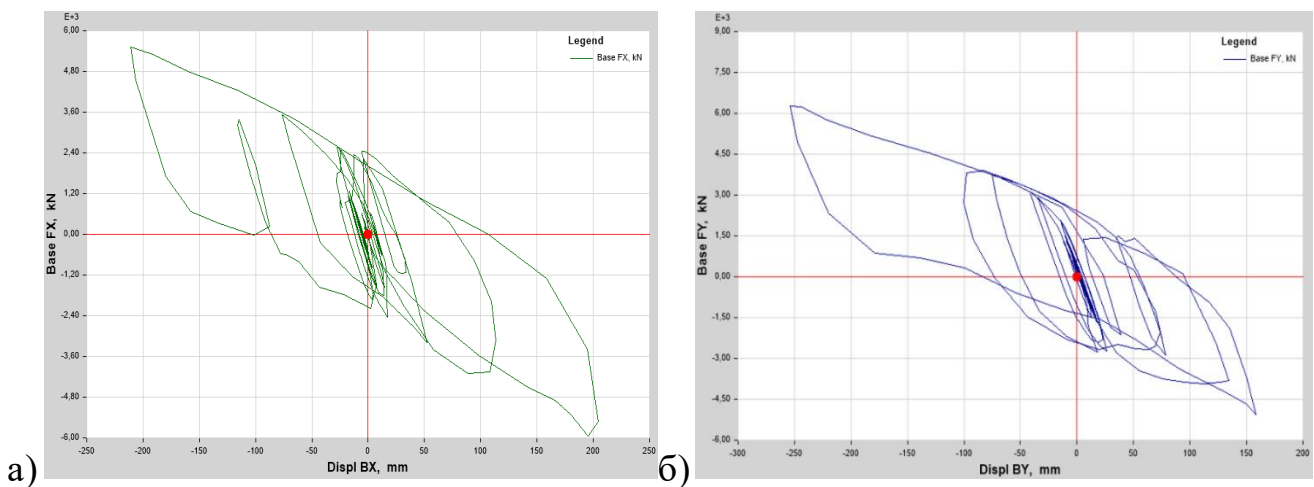 E+3
6,00
4,80
3,60
2,40
1,20
0,00
-1,20
-2,40
-3,60
-4,80
-6,00
Base FX, kN
Legend
Base FX, kN
-250 -200 -150 -100 -50 0 50 100 150 200 250
Displ BX, mm
а)
E+3
9,00
7,50
6,00
4,50
3,00
1,50
0,00
-1,50
-3,00
-4,50
-6,00
Base FY, kN
Legend
Base FY, kN
-300 -250 -200 -150 -100 -50 0 50 100 150 200
Displ BY, mm
б)